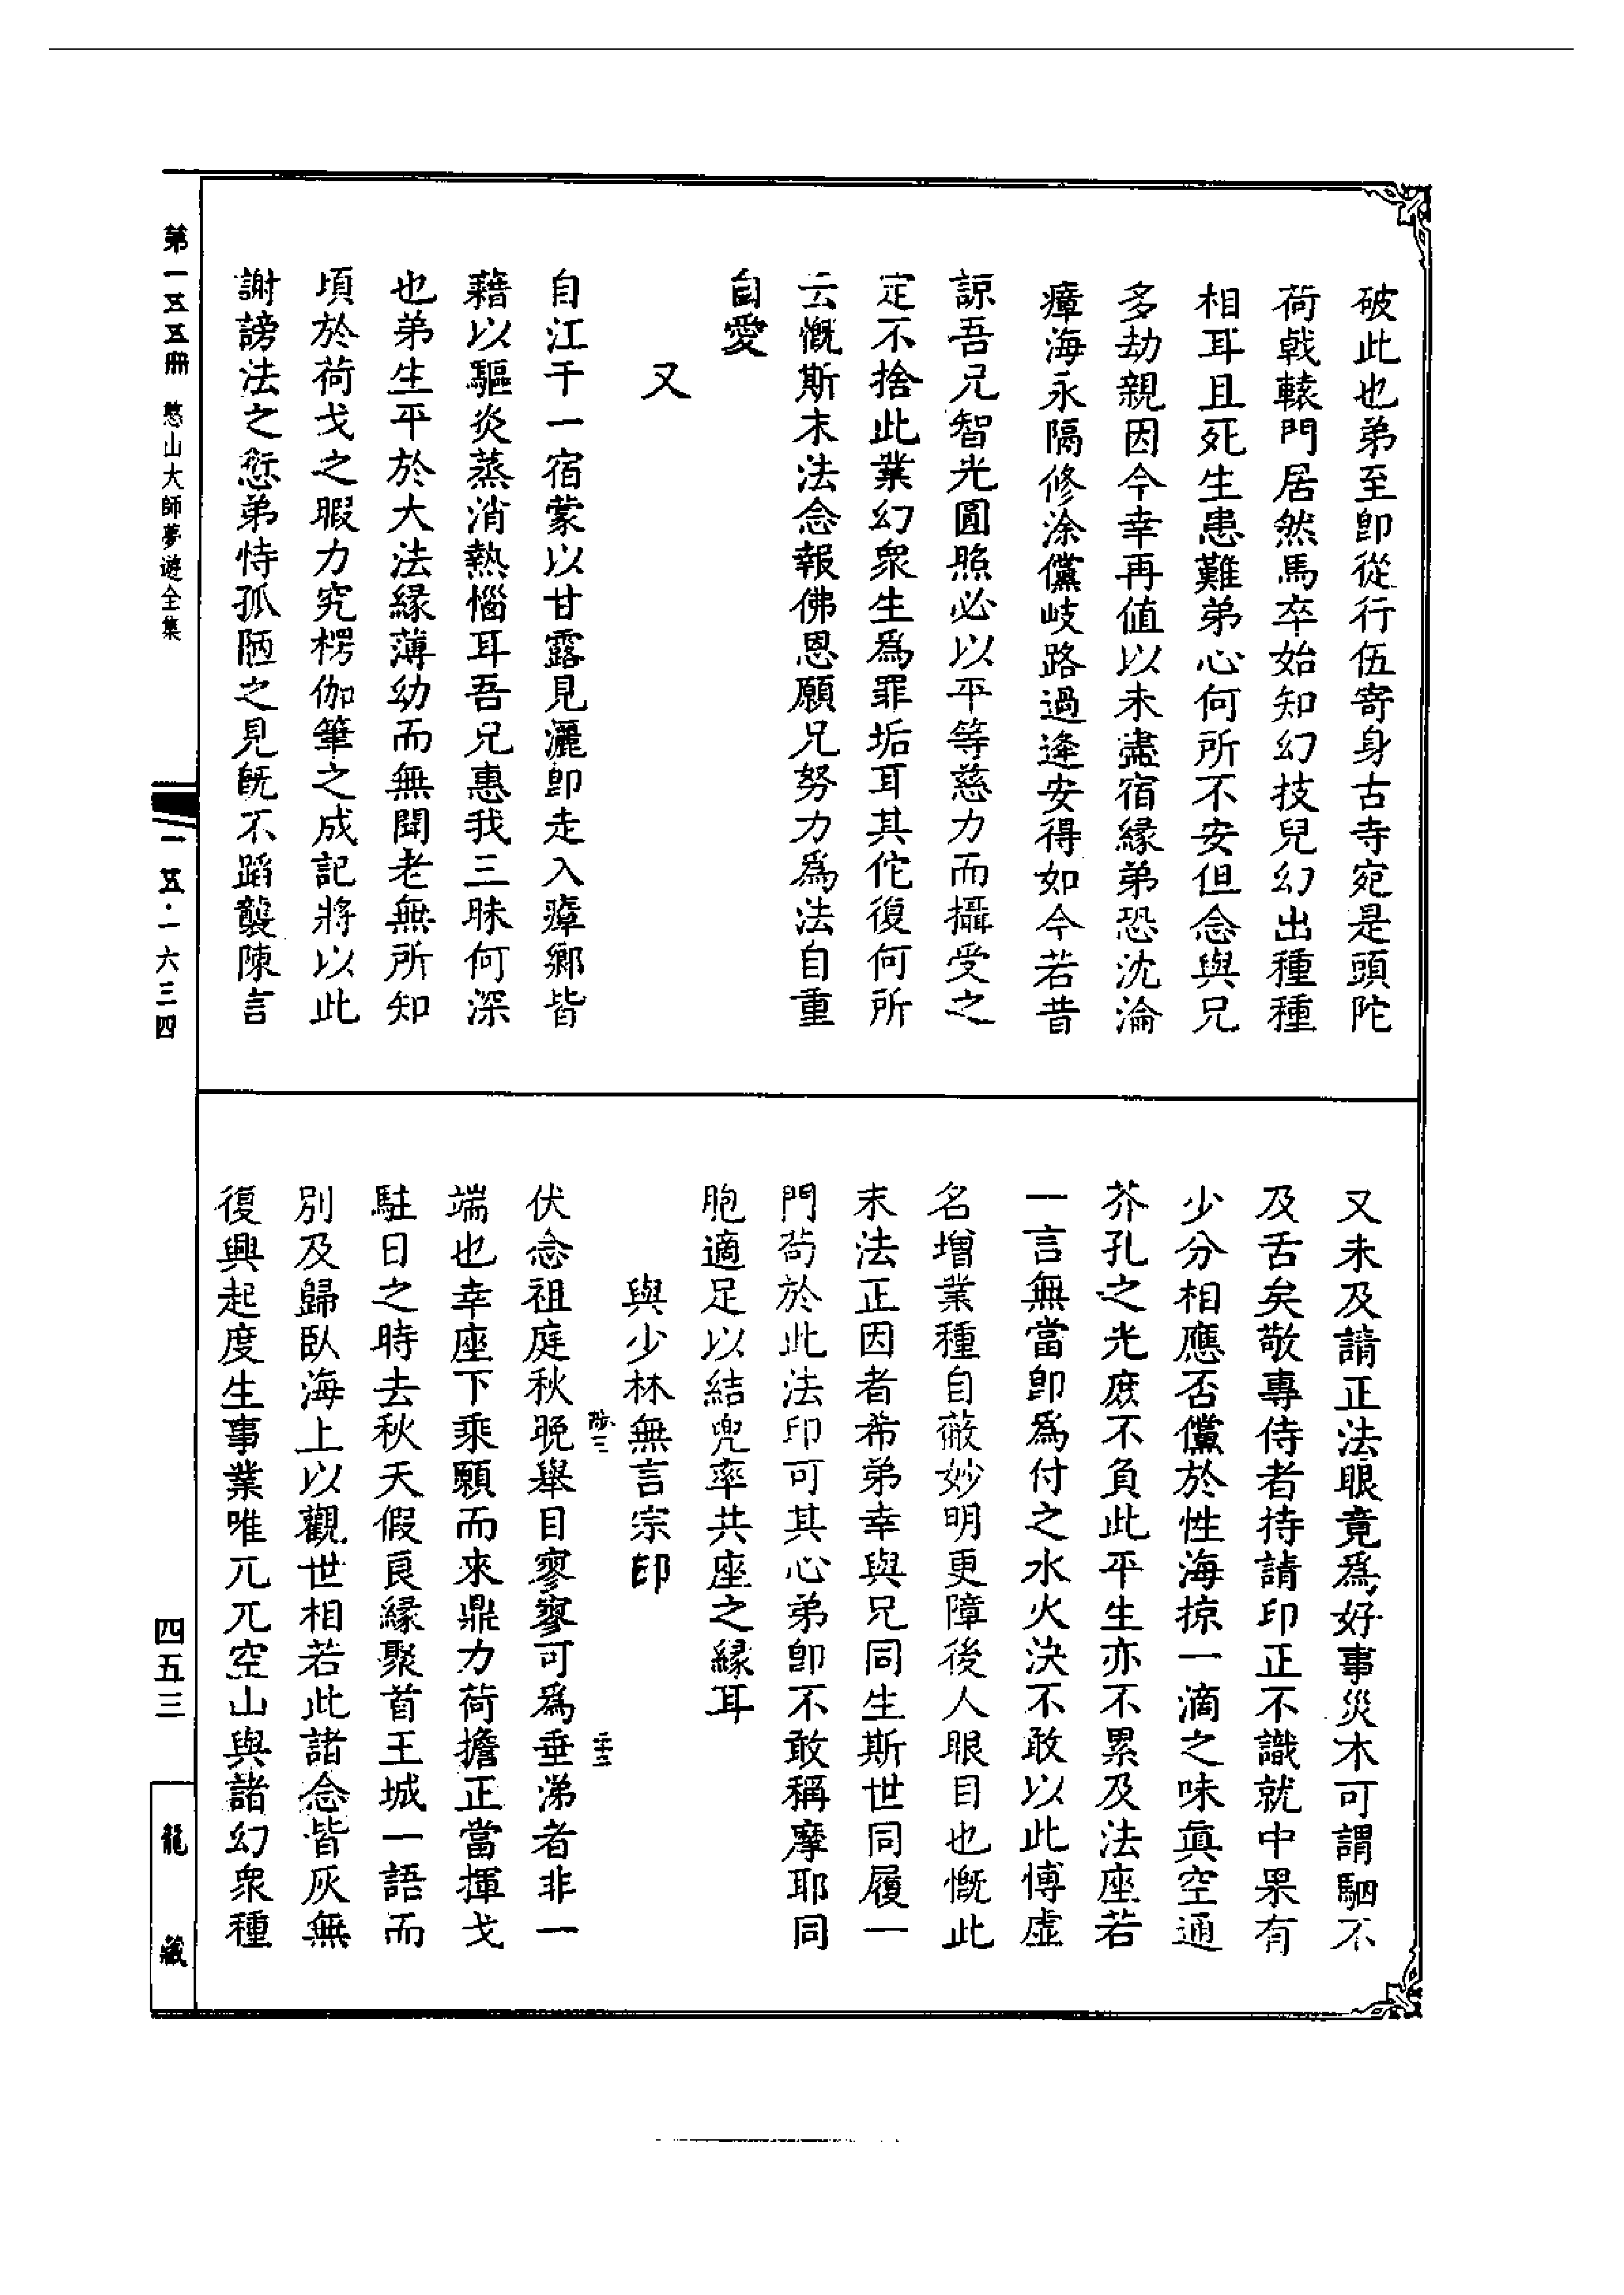 破此也弟至卽從行伍寄身古寺宛是頭陀
荷戟轅門居然馬卒始知幻技兒幻出種種
相耳且死生患難弟心何所不安但念與兄
多劫親因今幸再値以未盡宿緣弟恐沈淪
瘴海永隔修涂儻岐路過逢安得如今若昔
諒吾兄智光圓照必以平等慈力而攝受之
定不捨此業幻衆生爲罪垢耳其佗復何所
云慨斯末法念報佛恩願兄努力爲法自重
自愛
又
自江干一宿蒙以甘露見灑卽走入瘴鄉皆
藉以驅炎蒸消熱惱耳吾兄惠我三昧何深
也弟生平於大法緣薄幼而無聞老無所知
頃於荷戈之暇力究楞伽筆之成記將以此
謝謗法之愆弟恃孤陋之見旣不蹈襲陳言
又未及請正法眼竟爲好事災木可謂駟不
及舌矣敬專侍者持請印正不識就中果有
少分相應否儻於性海掠一滴之味眞空通
芥孔之光庶不負此平生亦不累及法座若
一言無當卽爲付之水火決不敢以此博虛
名增業種自蔽妙明更障後人眼目也慨此
末法正因者希弟幸與兄同生斯世同履一
門苟於此法印可其心弟卽不敢稱摩耶同
胞適足以結兜率共座之緣耳
與少林無言宗印
伏念祖庭秋晚舉目寥寥可爲垂涕者非一
端也幸座下乘願而來鼎力荷擔正當揮戈
駐日之時去秋天假良緣聚首王城一語而
別及歸臥海上以觀世相若此諸念皆灰無
復興起度生事業唯兀兀空山與諸幻衆種
第一五五冊 憨山大師夢遊全集
一五五·一六三四
四五三
龍藏